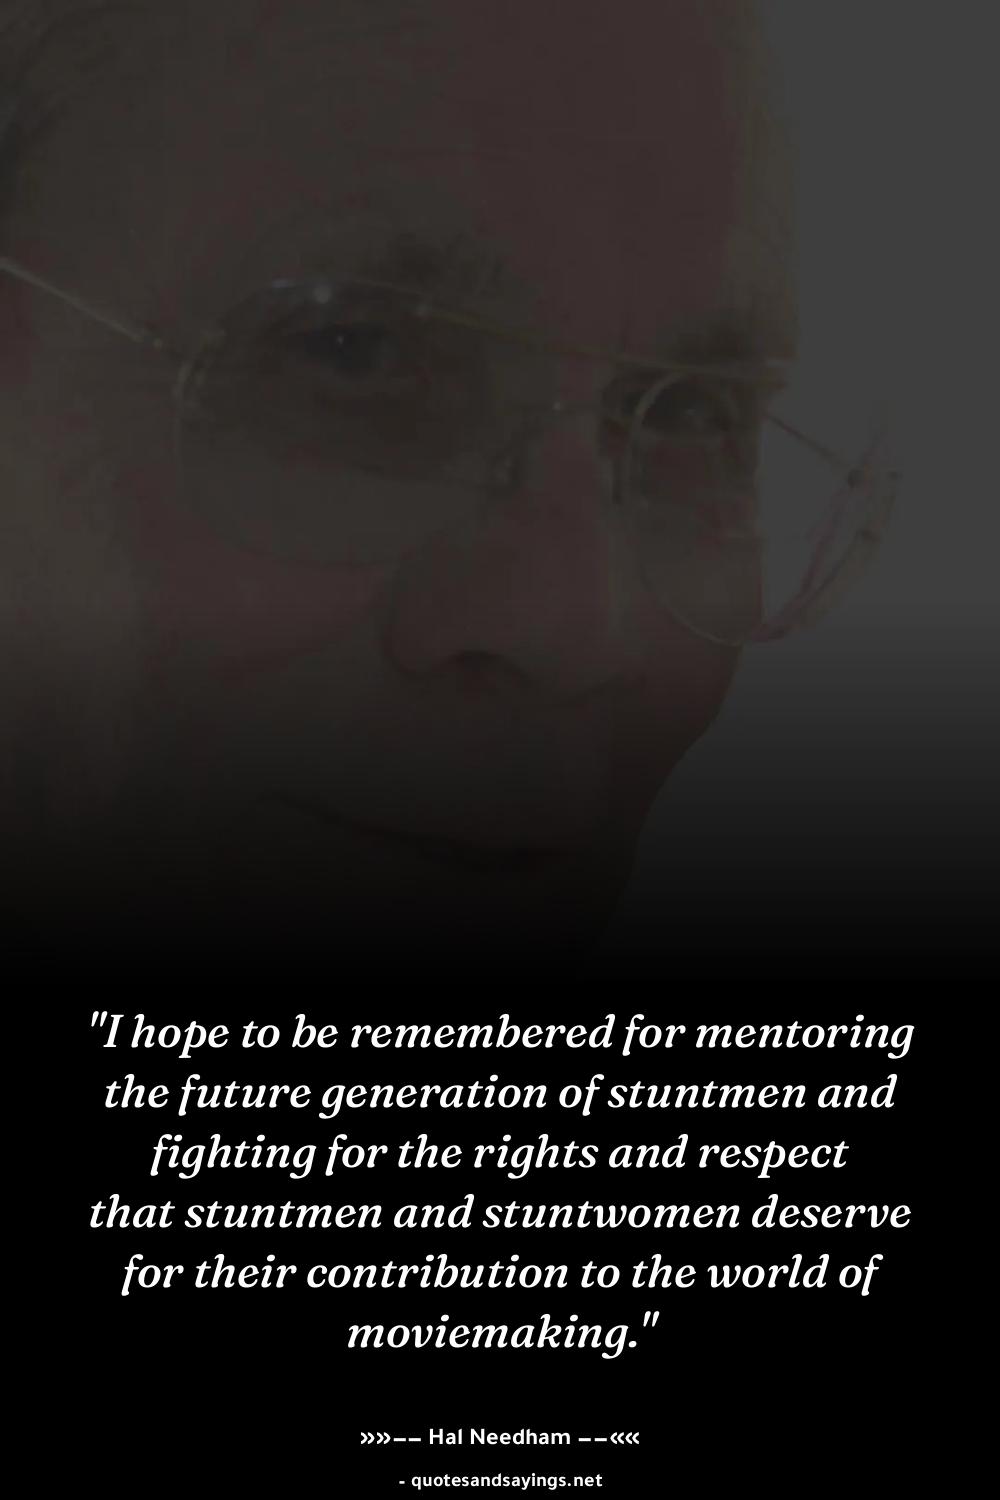 "I hope to be remembered for mentoring
the future generation of stuntmen and
fighting for the rights and respect
that stuntmen and stuntwomen deserve
for their contribution to the world of
moviemaking."
»»—— Hal Needham ——««
- quotesandsayings.net